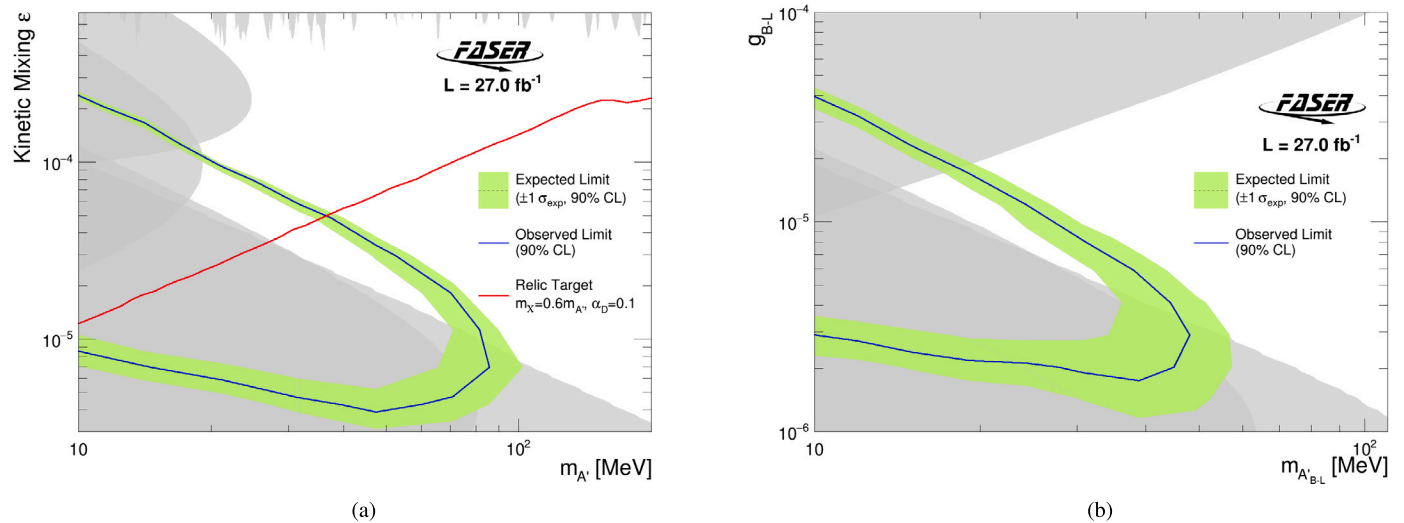 Kinetic Mixing ε
10⁻⁴
10⁻⁵
FASER
L = 27.0 fb⁻¹
Expected Limit
(±1 σexp, 90% CL)
Observed Limit
(90% CL)
Relic Target
mχ=0.6mA', αD=0.1
10
10²
mA' [MeV]
(a)
gB-L
10⁻⁴
10⁻⁵
10⁻⁶
FASER
L = 27.0 fb⁻¹
Expected Limit
(±1 σexp, 90% CL)
Observed Limit
(90% CL)
10
10²
mA'B-L [MeV]
(b)